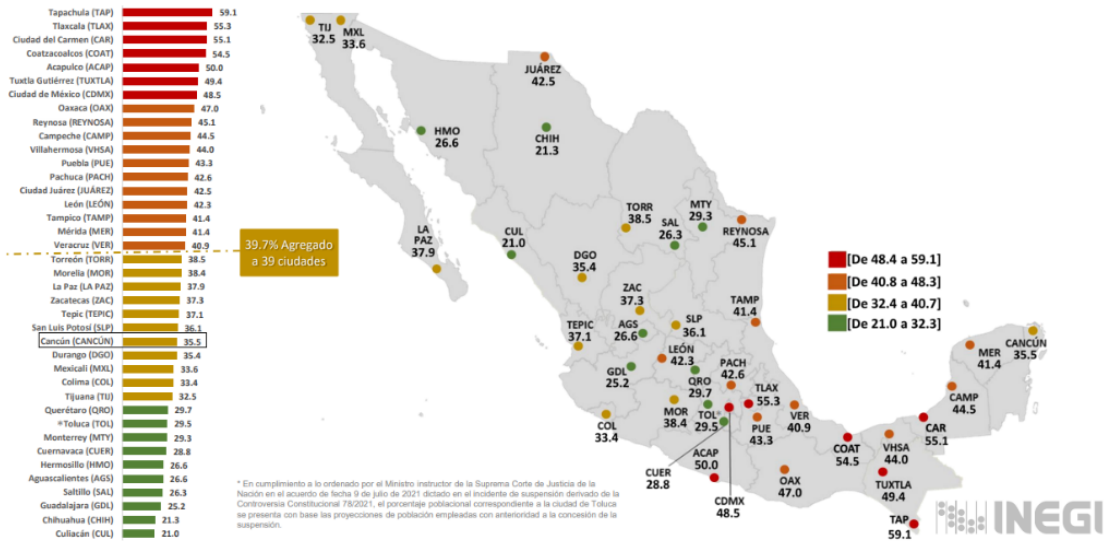 Tapachula (TAP) 59.1
Tlaxcala (TLAX) 55.3
Ciudad del Carmen (CAR) 55.1
Coatzacoalcos (COAT) 54.5
Acapulco (ACAP) 50.0
Tuxtla Gutiérrez (TUXTLA) 49.4
Ciudad de México (CDMX) 48.5
Oaxaca (OAX) 47.0
Reynosa (REYNOSA) 45.1
Campeche (CAMP) 44.5
Villahermosa (VHSA) 44.0
Puebla (PUE) 43.3
Pachuca (PACH) 42.6
Ciudad Juárez (JUÁREZ) 42.5
León (LEÓN) 42.3
Tampico (TAMP) 41.4
Mérida (MER) 41.4
Veracruz (VER) 40.9
Torreón (TORR) 38.5
Morelia (MOR) 38.4
La Paz (LA PAZ) 37.9
Zacatecas (ZAC) 37.3
Tepic (TEPIC) 37.1
San Luis Potosí (SLP) 36.1
Cancún (CANCÚN) 35.5
Durango (DGO) 35.4
Mexicali (MXL) 33.6
Colima (COL) 33.4
Tijuana (TIJ) 32.5
Querétaro (QRO) 29.7
*Toluca (TOL) 29.5
Monterrey (MTY) 29.3
Cuernavaca (CUER) 28.8
Hermosillo (HMO) 26.6
Aguascalientes (AGS) 26.6
Saltillo (SAL) 26.3
Guadalajara (GDL) 25.2
Chihuahua (CHIH) 21.3
Culiacán (CUL) 21.0
39.7% Agregado
a 39 ciudades
TIJ
32.5
MXL
33.6
JUÁREZ
42.5
HMO
26.6
CHIH
21.3
LA
PAZ
37.9
CUL
21.0
TORR
38.5
SAL
26.3
MTY
29.3
REYNOSA
45.1
DGO
35.4
ZAC
37.3
TAMP
41.4
TEPIC
37.1
AGS
26.6
SLP
36.1
LEÓN
42.3
PACH
42.6
GDL
25.2
QRO
29.7
TLAX
55.3
MOR
38.4
TOL*
29.5
COL
33.4
PUE
43.3
VER
40.9
COAT
54.5
CUER
28.8
ACAP
50.0
CDMX
48.5
OAX
47.0
VHSA
44.0
TUXTLA
49.4
TAP
59.1
CAR
55.1
CAMP
44.5
MER
41.4
CANCÚN
35.5
[De 48.4 a 59.1]
[De 40.8 a 48.3]
[De 32.4 a 40.7]
[De 21.0 a 32.3]
* En cumplimiento a lo ordenado por el Ministro instructor de la Suprema Corte de Justicia de la
Nación en el acuerdo de fecha 9 de julio de 2021 dictado en el incidente de suspensión derivado de la
Controversia Constitucional 78/2021, el porcentaje poblacional correspondiente a la ciudad de Toluca
se presenta con base las proyecciones de población empleadas con anterioridad a la concesión de la
suspensión.
INEGI